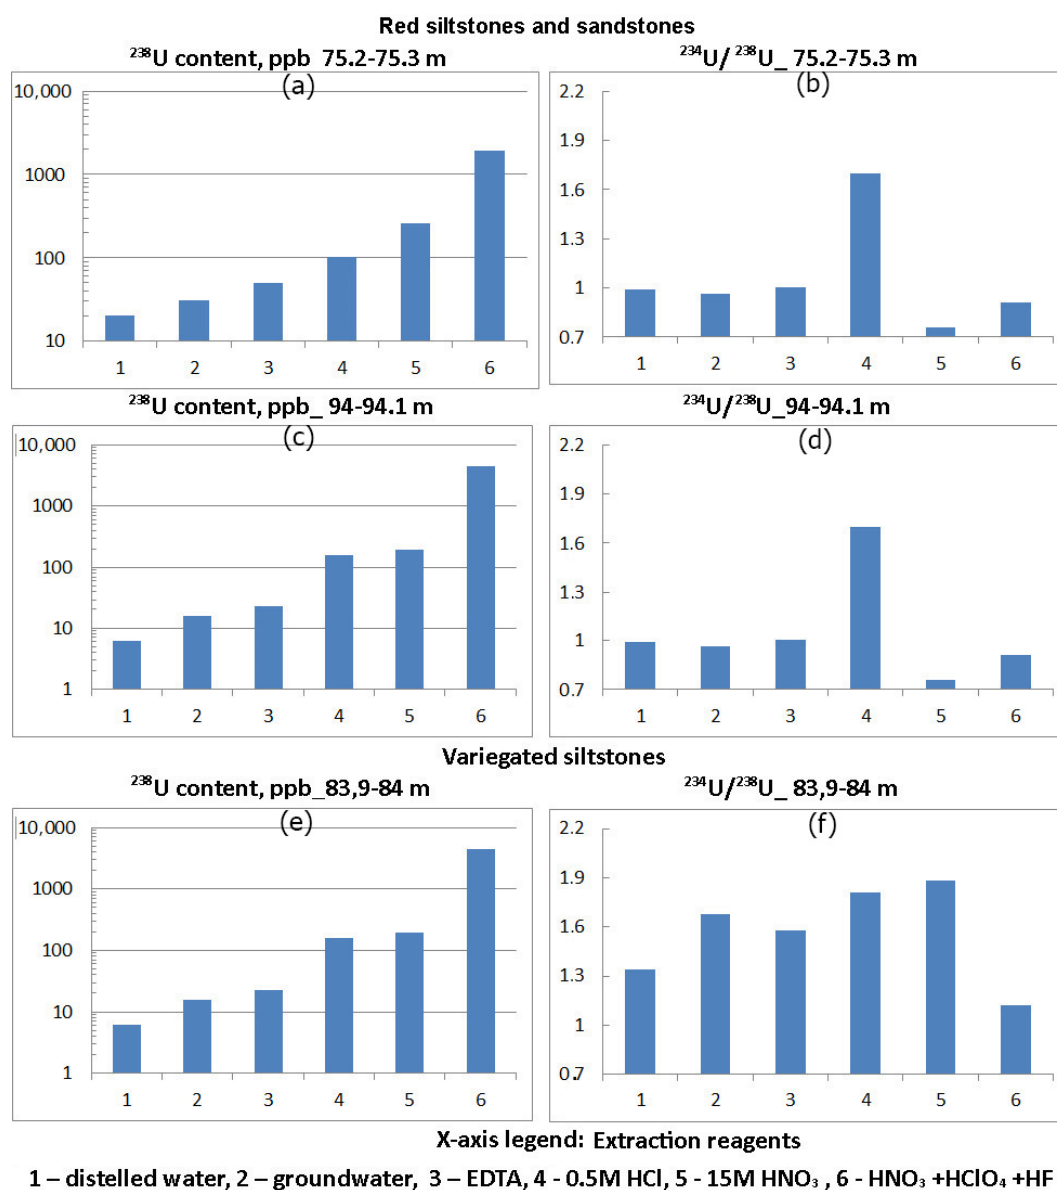 Red siltstones and sandstones
²³⁸U content, ppb 75.2-75.3 m
(a)
10,000
1000
100
10
1 2 3 4 5 6
²³⁴U/ ²³⁸U_ 75.2-75.3 m
(b)
2.2
1.9
1.6
1.3
1
0.7
1 2 3 4 5 6
²³⁸U content, ppb_ 94-94.1 m
(c)
10,000
1000
100
10
1
1 2 3 4 5 6
²³⁴U/ ²³⁸U_94-94.1 m
(d)
2.2
1.9
1.6
1.3
1
0.7
1 2 3 4 5 6
Variegated siltstones
²³⁸U content, ppb_83,9-84 m
(e)
10,000
1000
100
10
1
1 2 3 4 5 6
²³⁴U/²³⁸U_ 83,9-84 m
(f)
2.2
1.9
1.6
1.3
1
0.7
1 2 3 4 5 6
X-axis legend: Extraction reagents
1 – distelled water, 2 – groundwater, 3 – EDTA, 4 - 0.5M HCl, 5 - 15M HNO₃ , 6 - HNO₃ +HClO₄ +HF